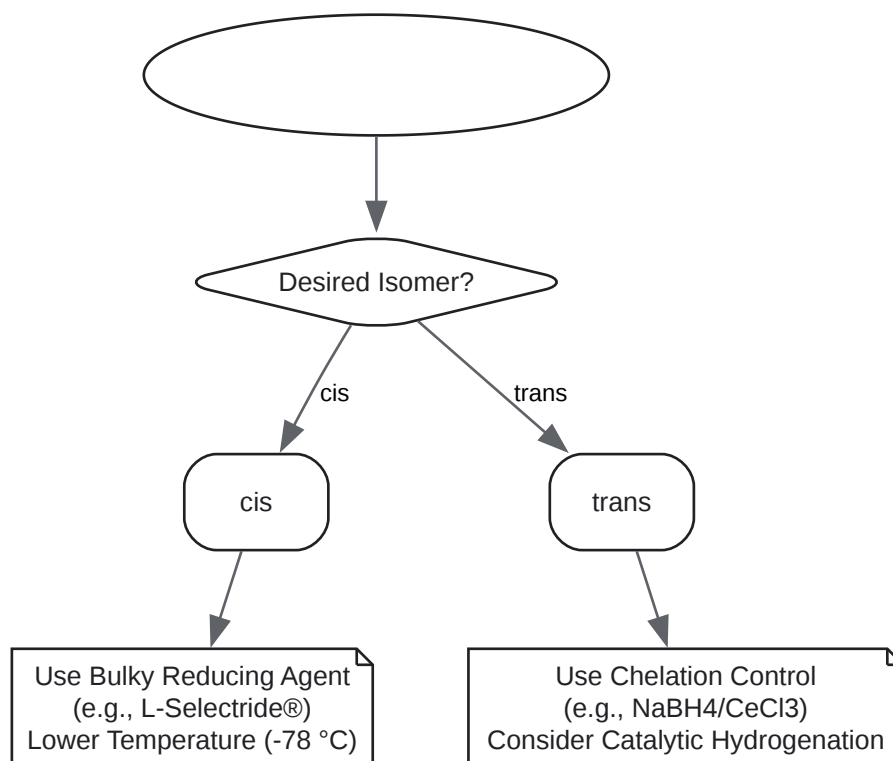 Desired Isomer?
cis
trans
cis
trans
Use Bulky Reducing Agent
(e.g., L-Selectride®)
Lower Temperature (-78 °C)
Use Chelation Control
(e.g., NaBH4/CeCl3)
Consider Catalytic Hydrogenation